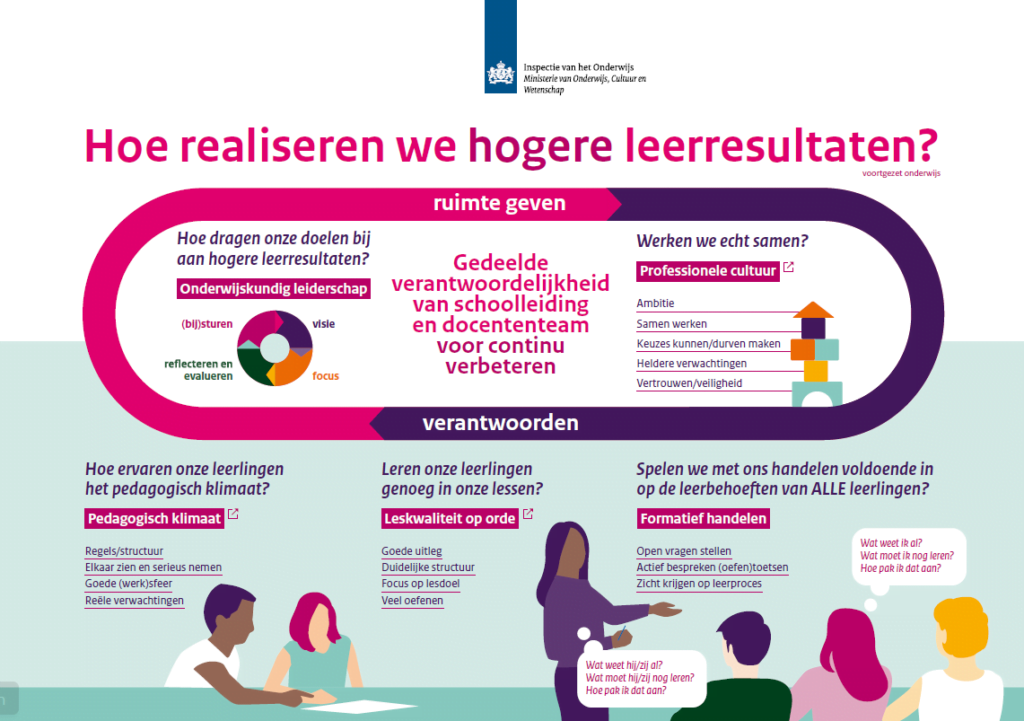 Inspectie van het Onderwijs
Ministerie van Onderwijs, Cultuur en
Wetenschap
Hoe realiseren we hogere leerresultaten?
voortgezet onderwijs
ruimte geven
Hoe dragen onze doelen bij
aan hogere leerresultaten?
Onderwijskundig leiderschap
(bij)sturen
visie
reflecteren en
evalueren
focus
Gedeelde
verantwoordelijkheid
van schoolleiding
en docententeam
voor continu
verbeteren
Werken we echt samen?
Professionele cultuur
Ambitie
Samen werken
Keuzes kunnen/durven maken
Heldere verwachtingen
Vertrouwen/veiligheid
verantwoorden
Hoe ervaren onze leerlingen
het pedagogisch klimaat?
Pedagogisch klimaat
Regels/structuur
Elkaar zien en serieus nemen
Goede (werk)sfeer
Reële verwachtingen
Leren onze leerlingen
genoeg in onze lessen?
Leskwaliteit op orde
Goede uitleg
Duidelijke structuur
Focus op lesdoel
Veel oefenen
Spelen we met ons handelen voldoende in
op de leerbehoeften van ALLE leerlingen?
Formatief handelen
Open vragen stellen
Actief bespreken (oefen)toetsen
Zicht krijgen op leerproces
Wat weet ik al?
Wat moet ik nog leren?
Hoe pak ik dat aan?
Wat weet hij/zij al?
Wat moet hij/zij nog leren?
Hoe pak ik dat aan?